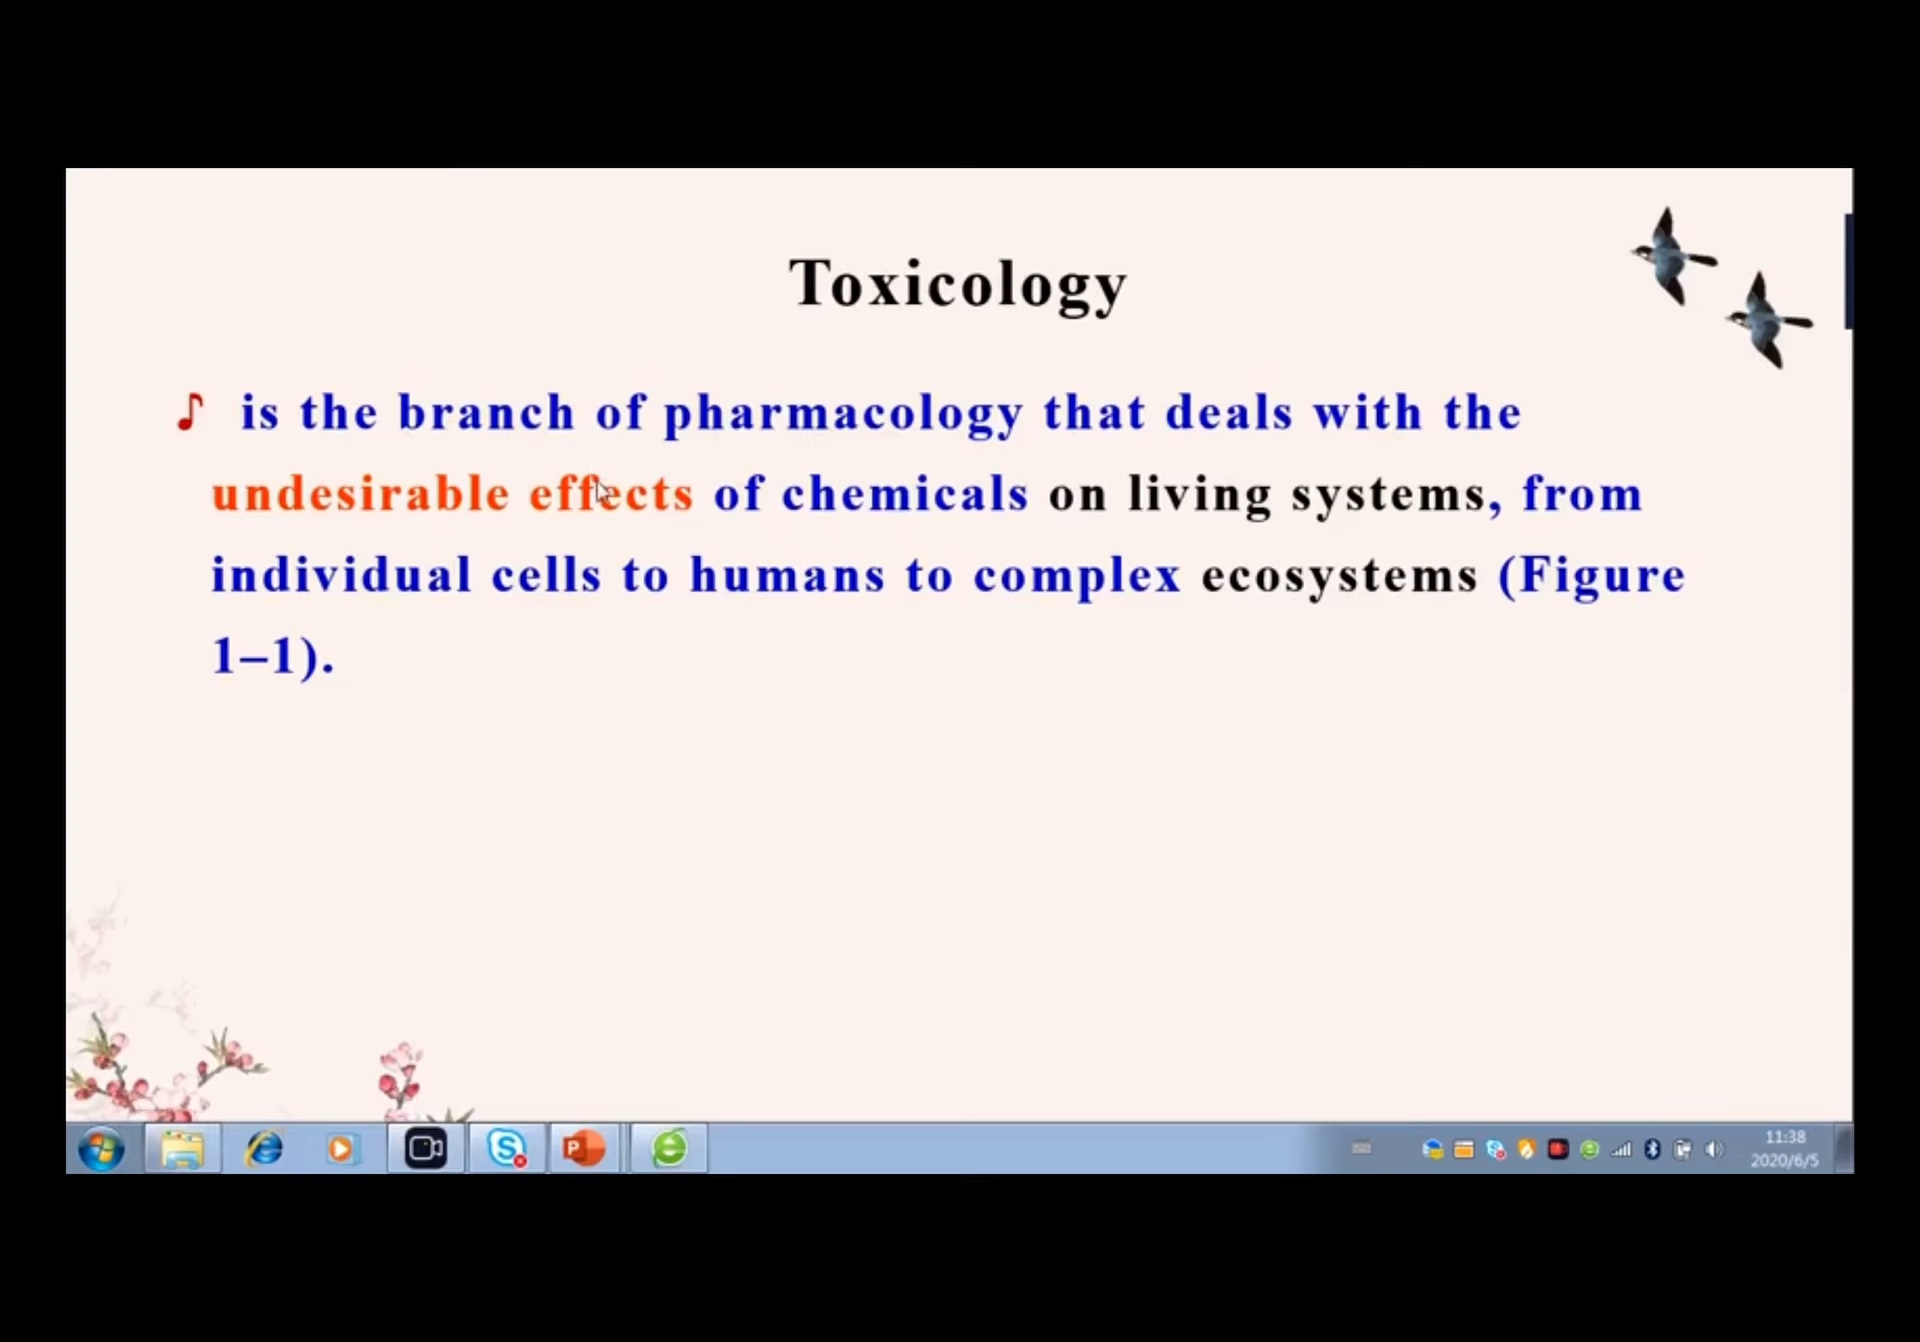 Toxicology
♪ is the branch of pharmacology that deals with the
undesirable effects of chemicals on living systems, from
individual cells to humans to complex ecosystems (Figure
1–1).
11:38
2020/6/5